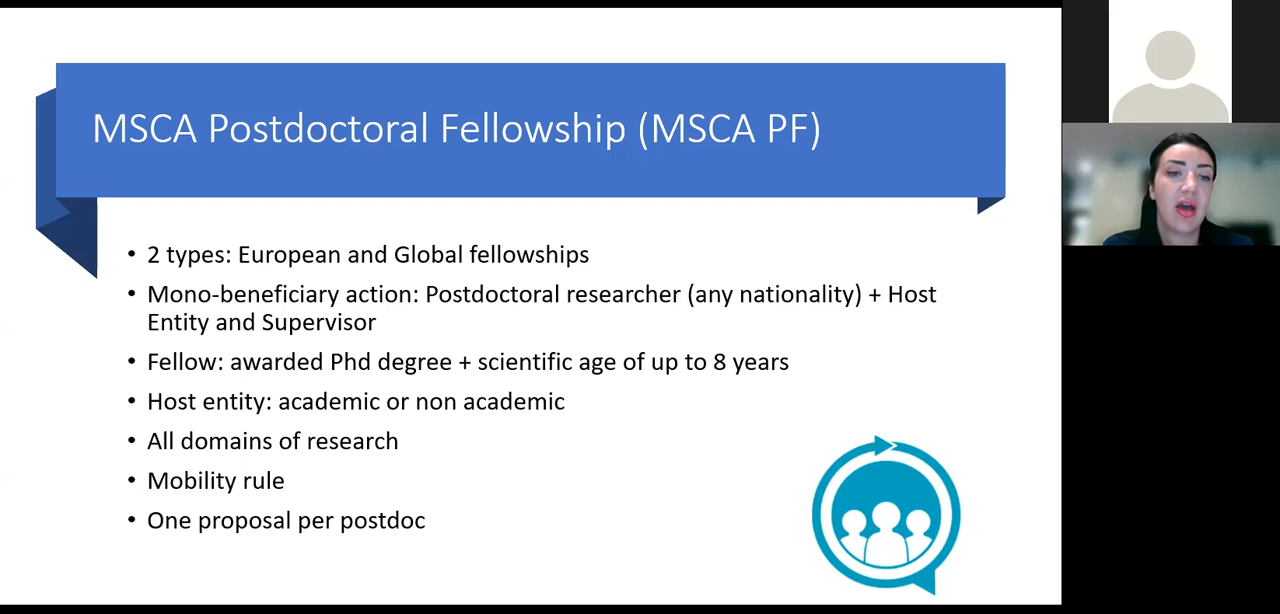 MSCA Postdoctoral Fellowship (MSCA PF)
• 2 types: European and Global fellowships
• Mono-beneficiary action: Postdoctoral researcher (any nationality) + Host
Entity and Supervisor
• Fellow: awarded Phd degree + scientific age of up to 8 years
• Host entity: academic or non academic
• All domains of research
• Mobility rule
• One proposal per postdoc